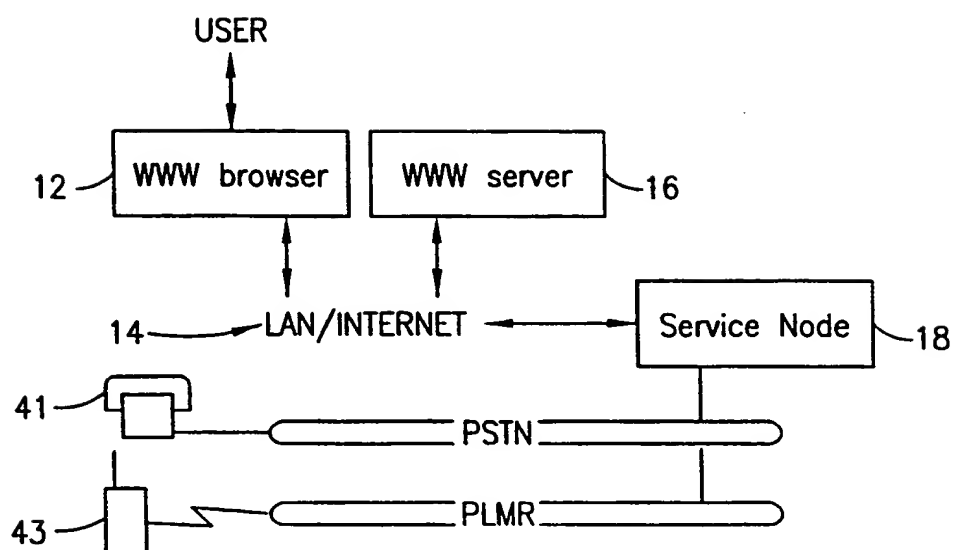 USER
12
WWW browser
WWW server
16
14
LAN/INTERNET
Service Node
18
41
PSTN
43
PLMR